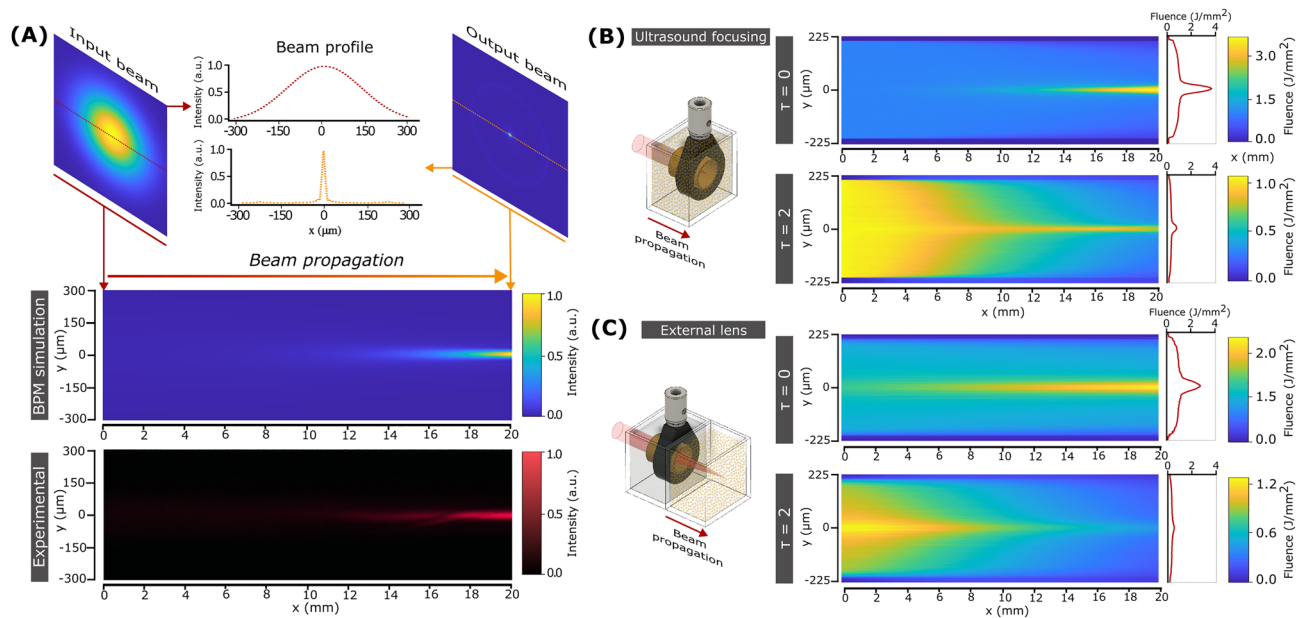 (A)
Input beam
Beam profile
Output beam
Intensity (a.u.)
1.0
0.5
0.0
-300 -150 0 150 300
Intensity (a.u.)
1.0
0.5
0.0
-300 -150 0 150 300
x (μm)
Beam propagation
BPM simulation
y (μm)
300
150
0
-150
-300
0 2 4 6 8 10 12 14 16 18 20
1.0
0.5
0.0
Intensity (a.u.)
Experimental
y (μm)
300
150
0
-150
-300
0 2 4 6 8 10 12 14 16 18 20
x (mm)
1.0
0.5
0.0
Intensity (a.u.)
(B)
Ultrasound focusing
Beam
propagation
τ = 0
y (μm)
225
0
-225
0 2 4 6 8 10 12 14 16 18 20
x (mm)
Fluence (J/mm²)
0 2 4
3.0
1.5
0.0
Fluence (J/mm²)
τ = 2
y (μm)
225
0
-225
0 2 4 6 8 10 12 14 16 18 20
x (mm)
0 2 4
1.0
0.5
0.0
Fluence (J/mm²)
(C)
External lens
Beam
propagation
τ = 0
y (μm)
225
0
-225
0 2 4 6 8 10 12 14 16 18 20
Fluence (J/mm²)
0 2 4
2.0
1.5
0.0
Fluence (J/mm²)
τ = 2
y (μm)
225
0
-225
0 2 4 6 8 10 12 14 16 18 20
x (mm)
0 2 4
1.2
0.6
0.0
Fluence (J/mm²)